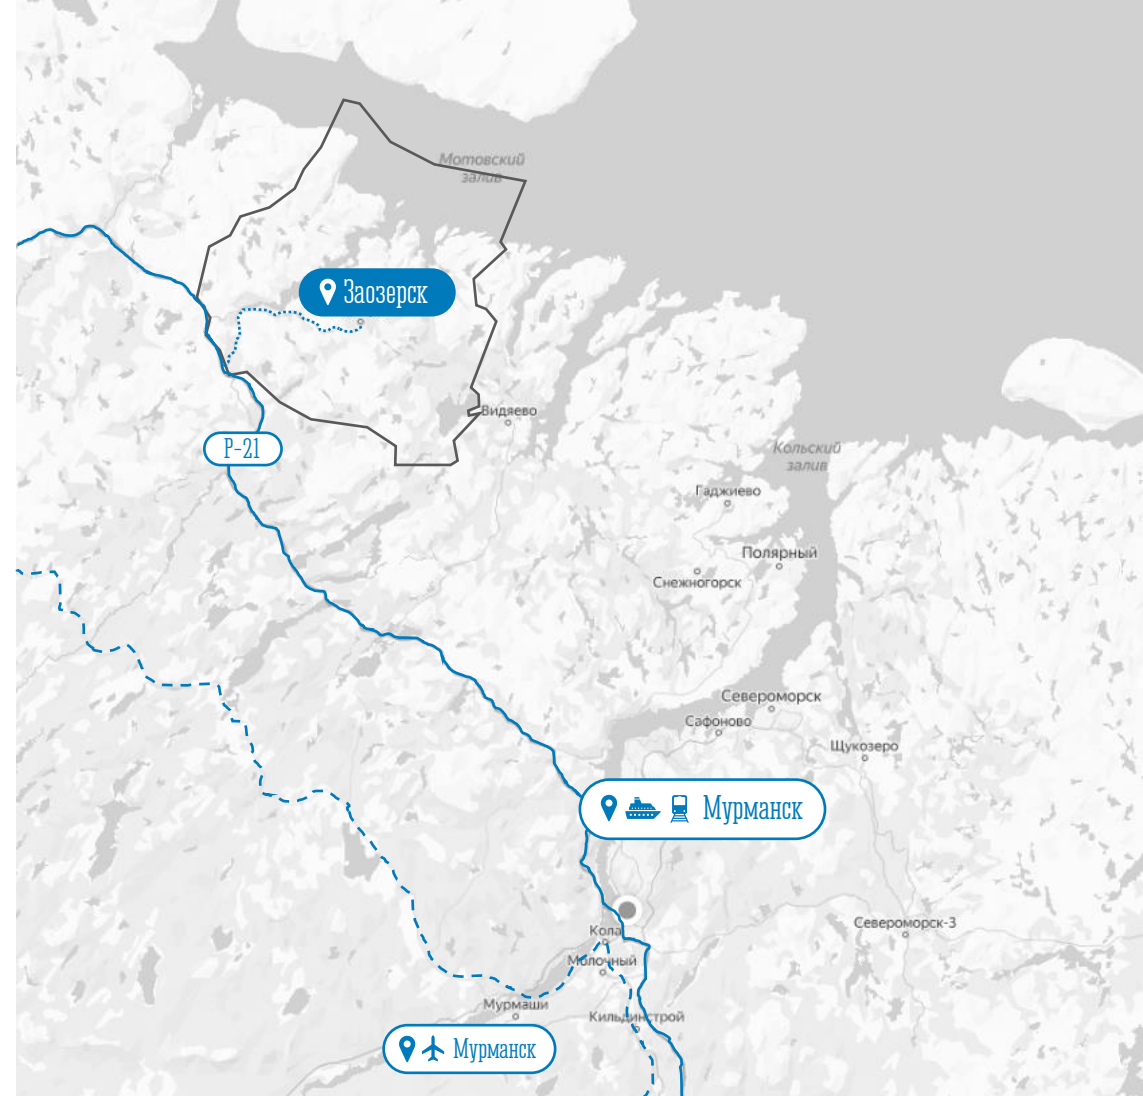 Мотовский
залив
Заозерск
Видяево
Р-21
Кольский
залив
Гаджиево
Полярный
Снежногорск
Североморск
Сафоново
Щукозеро
Мурманск
Североморск-3
Кола
Молочный
Мурмаши
Кильдинстрой
Мурманск